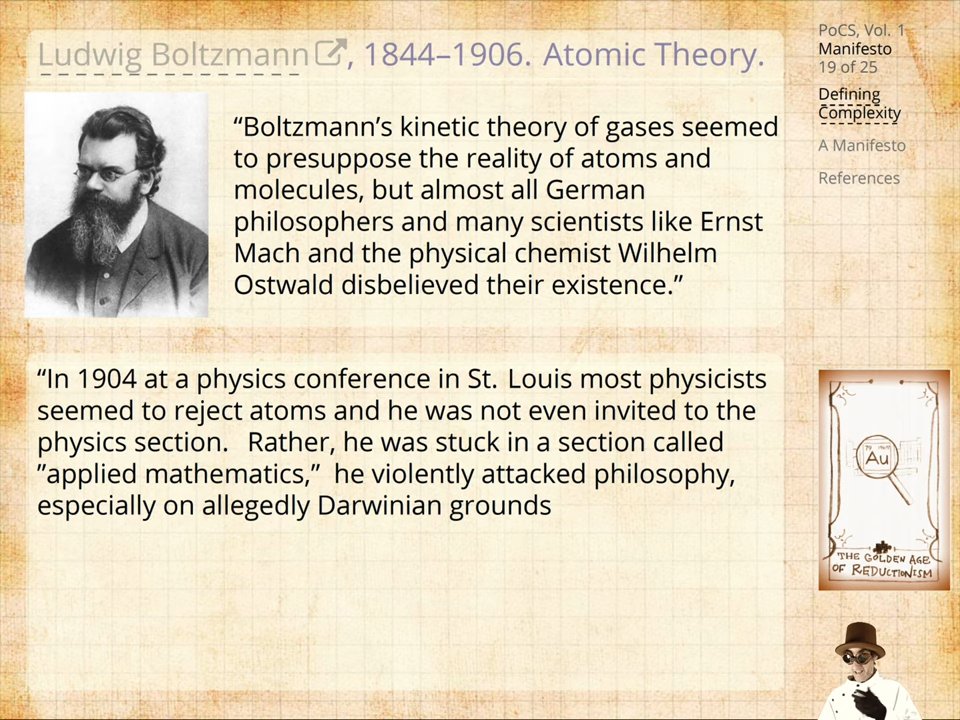 Ludwig Boltzmann, 1844–1906. Atomic Theory.
“Boltzmann’s kinetic theory of gases seemed
to presuppose the reality of atoms and
molecules, but almost all German
philosophers and many scientists like Ernst
Mach and the physical chemist Wilhelm
Ostwald disbelieved their existence.”
“In 1904 at a physics conference in St. Louis most physicists
seemed to reject atoms and he was not even invited to the
physics section. Rather, he was stuck in a section called
”applied mathematics,” he violently attacked philosophy,
especially on allegedly Darwinian grounds
PoCS, Vol. 1
Manifesto
19 of 25
Defining
Complexity
A Manifesto
References
Au
THE GOLDEN AGE
OF REDUCTIONISM